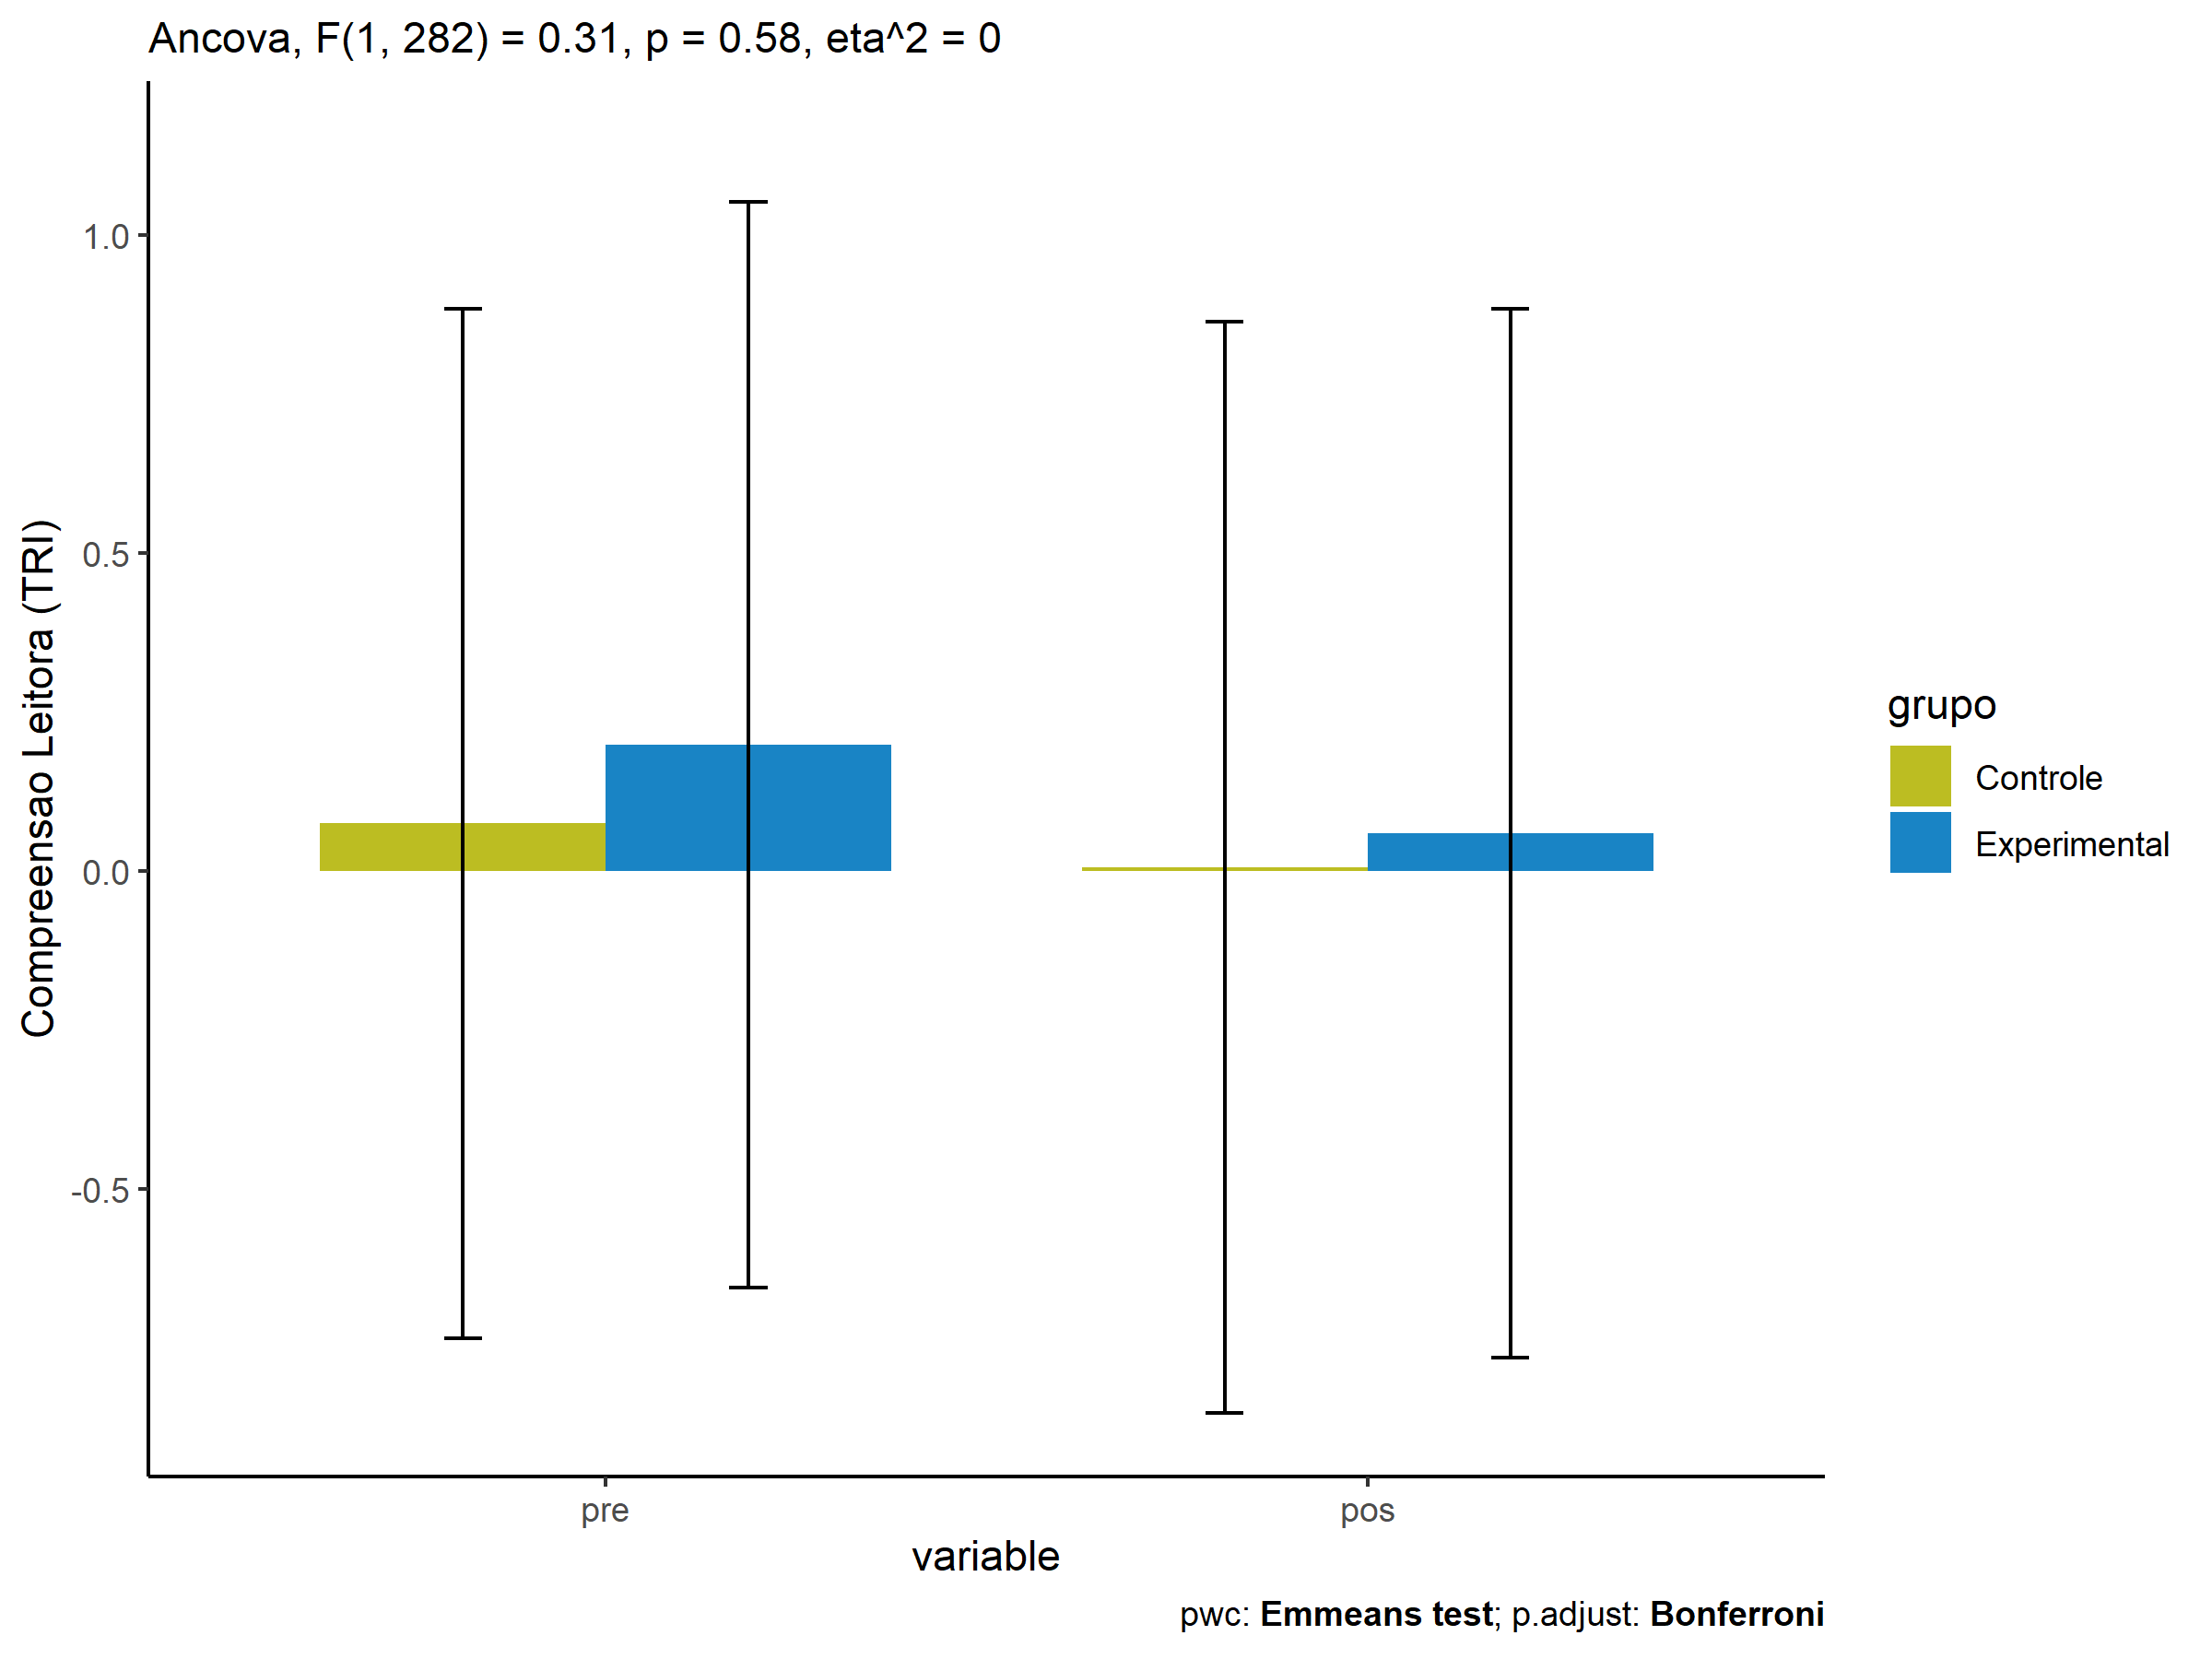 Ancova, F(1, 282) = 0.31, p = 0.58, eta^2 = 0
Compreensao Leitora (TRI)
1.0
0.5
0.0
-0.5
pre
pos
variable
grupo
Controle
Experimental
pwc: Emmeans test; p.adjust: Bonferroni